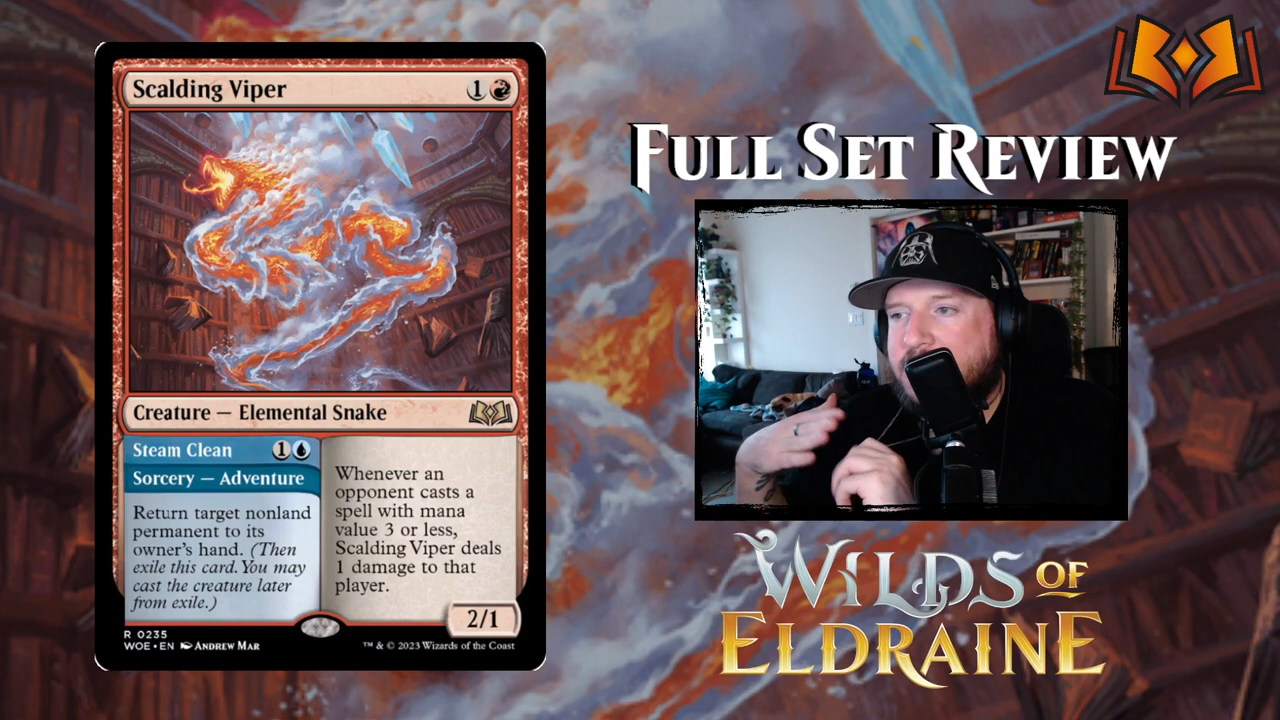 Scalding Viper 1
Creature — Elemental Snake
Steam Clean 1
Sorcery — Adventure
Return target nonland
permanent to its
owner's hand. (Then
exile this card. You may
cast the creature later
from exile.)
Whenever an
opponent casts a
spell with mana
value 3 or less,
Scalding Viper deals
1 damage to that
player.
2/1
R 0235
WOE • EN Andrew Mar
™ & © 2023 Wizards of the Coast
Full Set Review
Wilds of
Eldraine